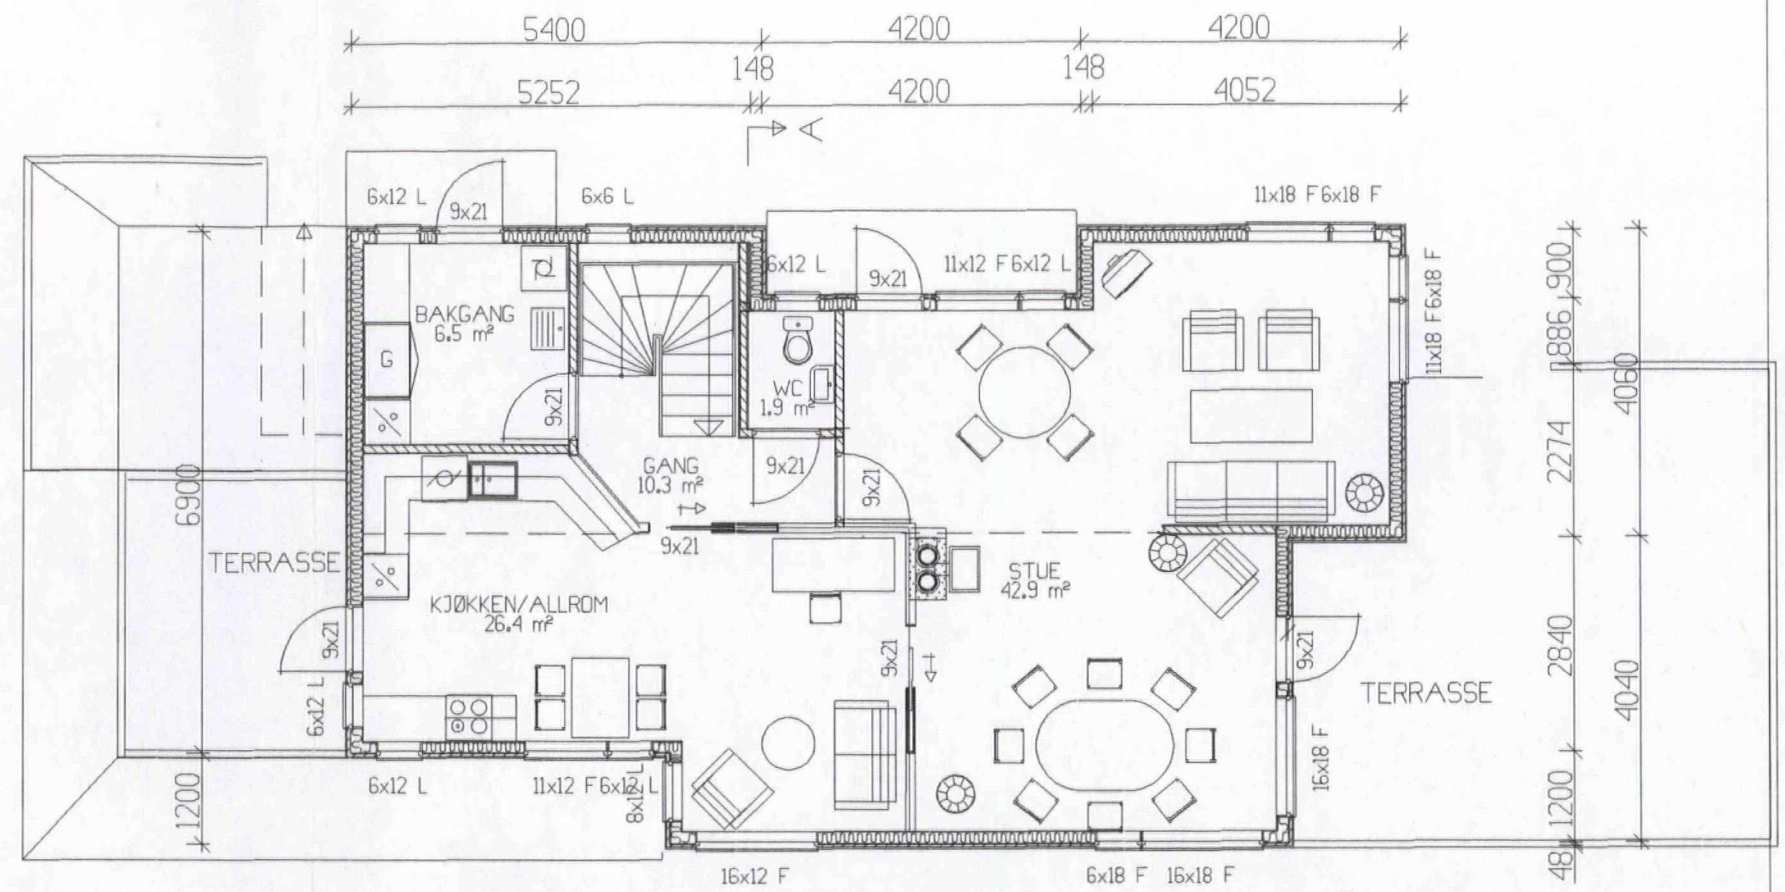 5400 4200 4200
148 148
5252 4200 4052
A
6x12 L 9x21 6x6 L 11x18 F 6x18 F
6x12 L 9x21 11x12 F 6x12 L
11x18 F 6x18 F
900
886
4060
BAKGANG
6.5 m²
G
WC
1.9 m²
9x21
2274
GANG
10.3 m²
9x21
9x21
6900
9x21
TERRASSE
STUE
42.9 m²
KJØKKEN/ALLROM
26.4 m²
9x21
9x21
9x21
2840
TERRASSE
4040
6x12 L
16x18 F
1200
6x12 L 11x12 F 6x12 L
8x12 L
1200
48
16x12 F 6x18 F 16x18 F